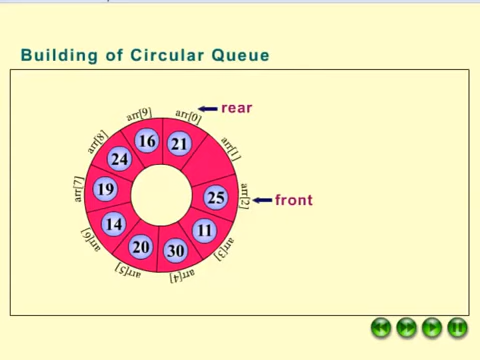 Building of Circular Queue
arr[9]
arr[0]
rear
arr[8]
16
21
arr[1]
24
arr[7]
19
25
arr[2]
front
14
11
arr[6]
20
30
arr[3]
arr[5]
arr[4]